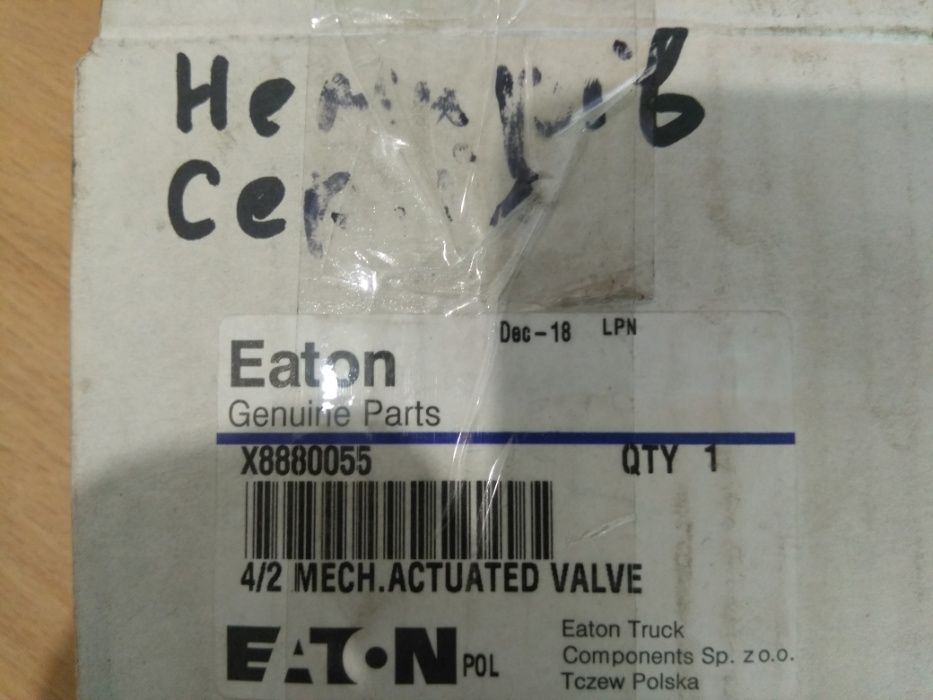 Dec-18 LPN
Eaton
Genuine Parts
X8880055 QTY 1
4/2 MECH.ACTUATED VALVE
EATON POL
Eaton Truck
Components Sp. z o.o.
Tczew Polska